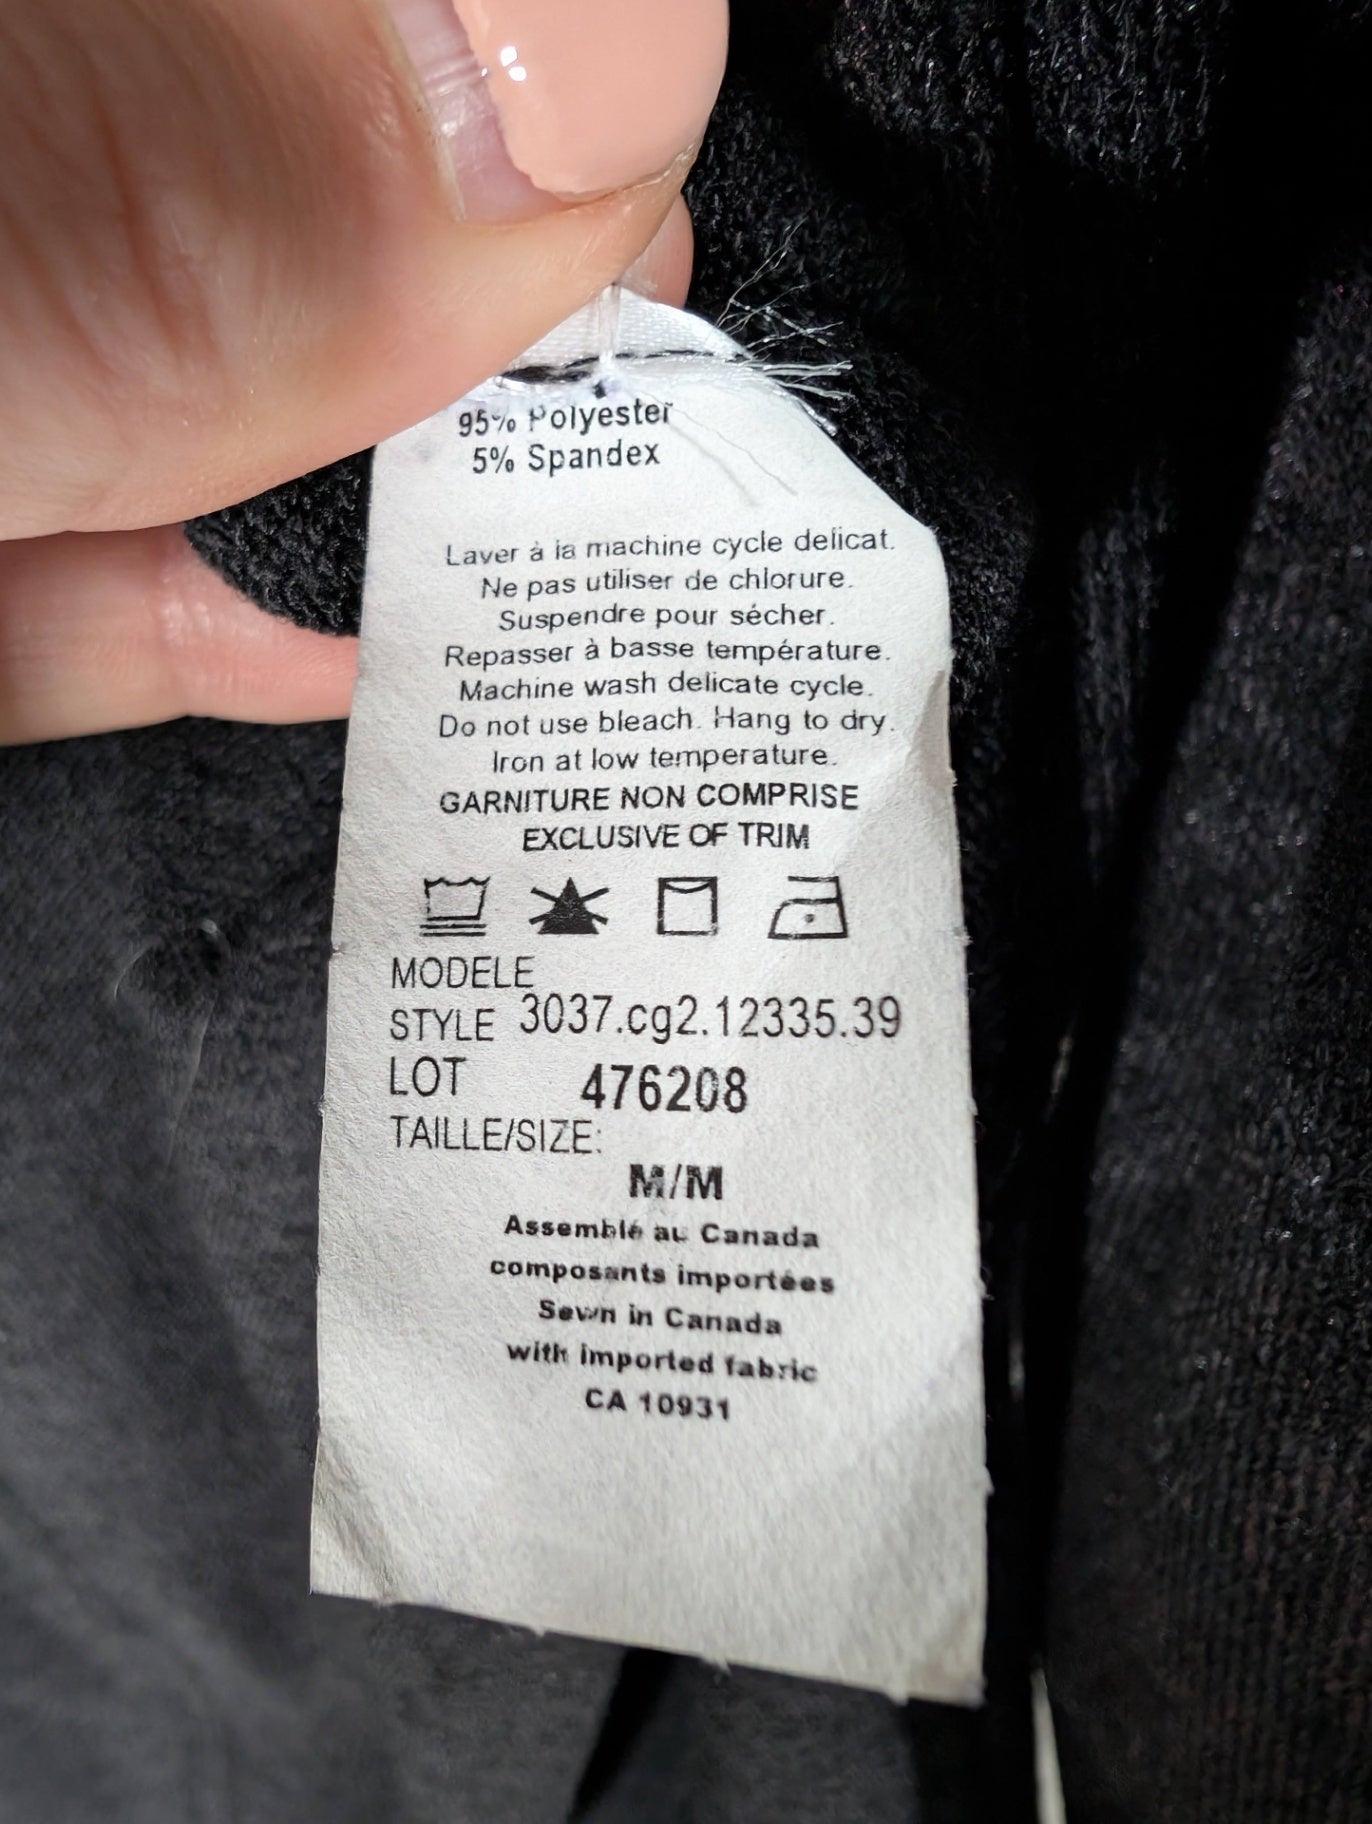 95% Polyester
5% Spandex
Laver à la machine cycle delicat.
Ne pas utiliser de chlorure.
Suspendre pour sécher.
Repasser à basse température.
Machine wash delicate cycle.
Do not use bleach. Hang to dry.
Iron at low temperature.
GARNITURE NON COMPRISE
EXCLUSIVE OF TRIM
MODELE
STYLE 3037.cg2.12335.39
LOT 476208
TAILLE/SIZE:
M/M
Assemblé au Canada
composants importées
Sewn in Canada
with imported fabric
CA 10931